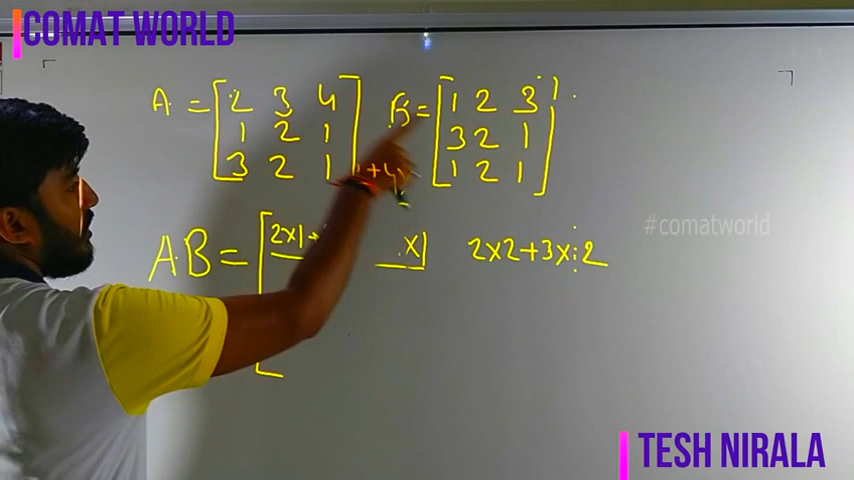 COMAT WORLD
A = [2 3 4 B = [1 2 3
1 2 1 3 2 1
3 2 1] 1 2 1]
#comatworld
AB = [2x1+ x1 2x2+3x2
TESH NIRALA